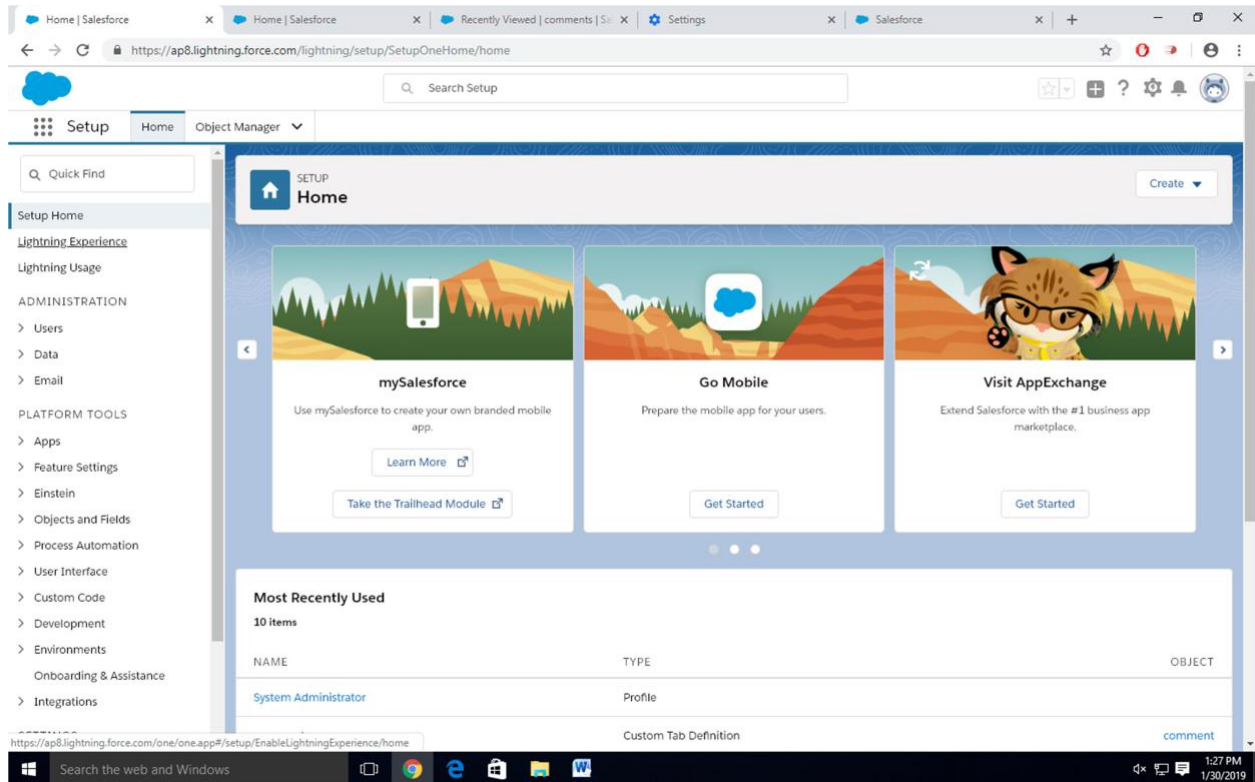 Home | Salesforce
Home | Salesforce
Recently Viewed | comments | Sa
Settings
Salesforce
https://ap8.lightning.force.com/lightning/setup/SetupOneHome/home
Search Setup
Setup
Home
Object Manager
Quick Find
Setup Home
Lightning Experience
Lightning Usage
ADMINISTRATION
Users
Data
Email
PLATFORM TOOLS
Apps
Feature Settings
Einstein
Objects and Fields
Process Automation
User Interface
Custom Code
Development
Environments
Onboarding & Assistance
Integrations
SETUP
Home
Create
mySalesforce
Use mySalesforce to create your own branded mobile
app.
Learn More
Take the Trailhead Module
Go Mobile
Prepare the mobile app for your users.
Get Started
Visit AppExchange
Extend Salesforce with the #1 business app
marketplace.
Get Started
Most Recently Used
10 items
NAME TYPE OBJECT
System Administrator Profile
Custom Tab Definition comment
https://ap8.lightning.force.com/one/one.app#/setup/EnableLightningExperience/home
Search the web and Windows
1:27 PM
1/30/2019